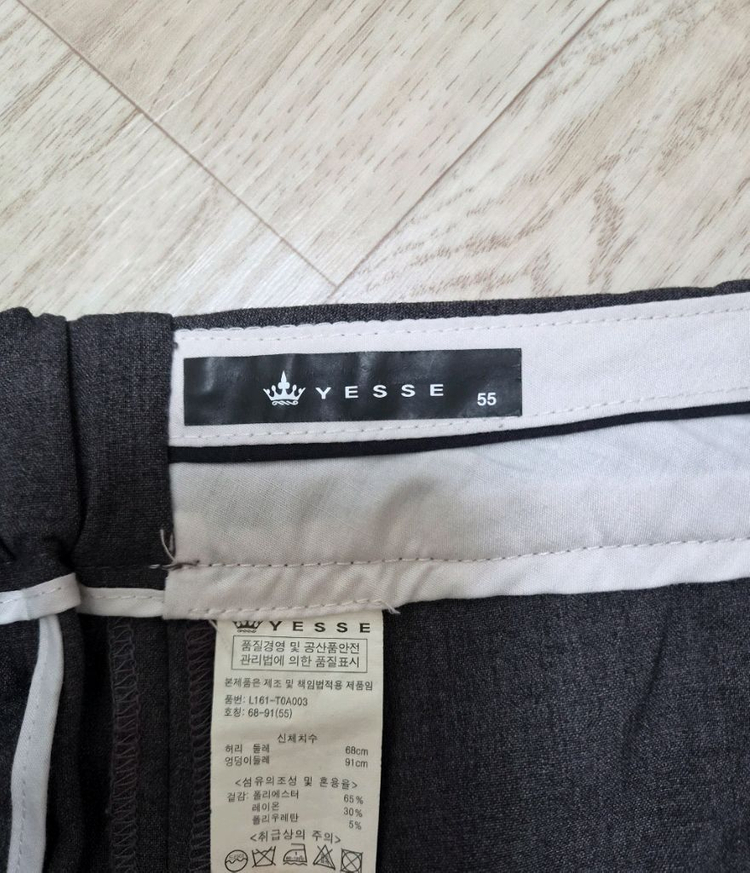 YESSE 55
YESSE
품질경영 및 공산품안전
관리법에 의한 품질표시
본제품은 제조 및 책임법적용 제품임
품번: L161-T0A003
호칭: 68-91(55)
신체치수
허리 둘레 68cm
엉덩이둘레 91cm
<섬유의조성 및 혼용율>
겉감: 폴리에스터 65%
레이온 30%
폴리우레탄 5%
<취급상의 주의>